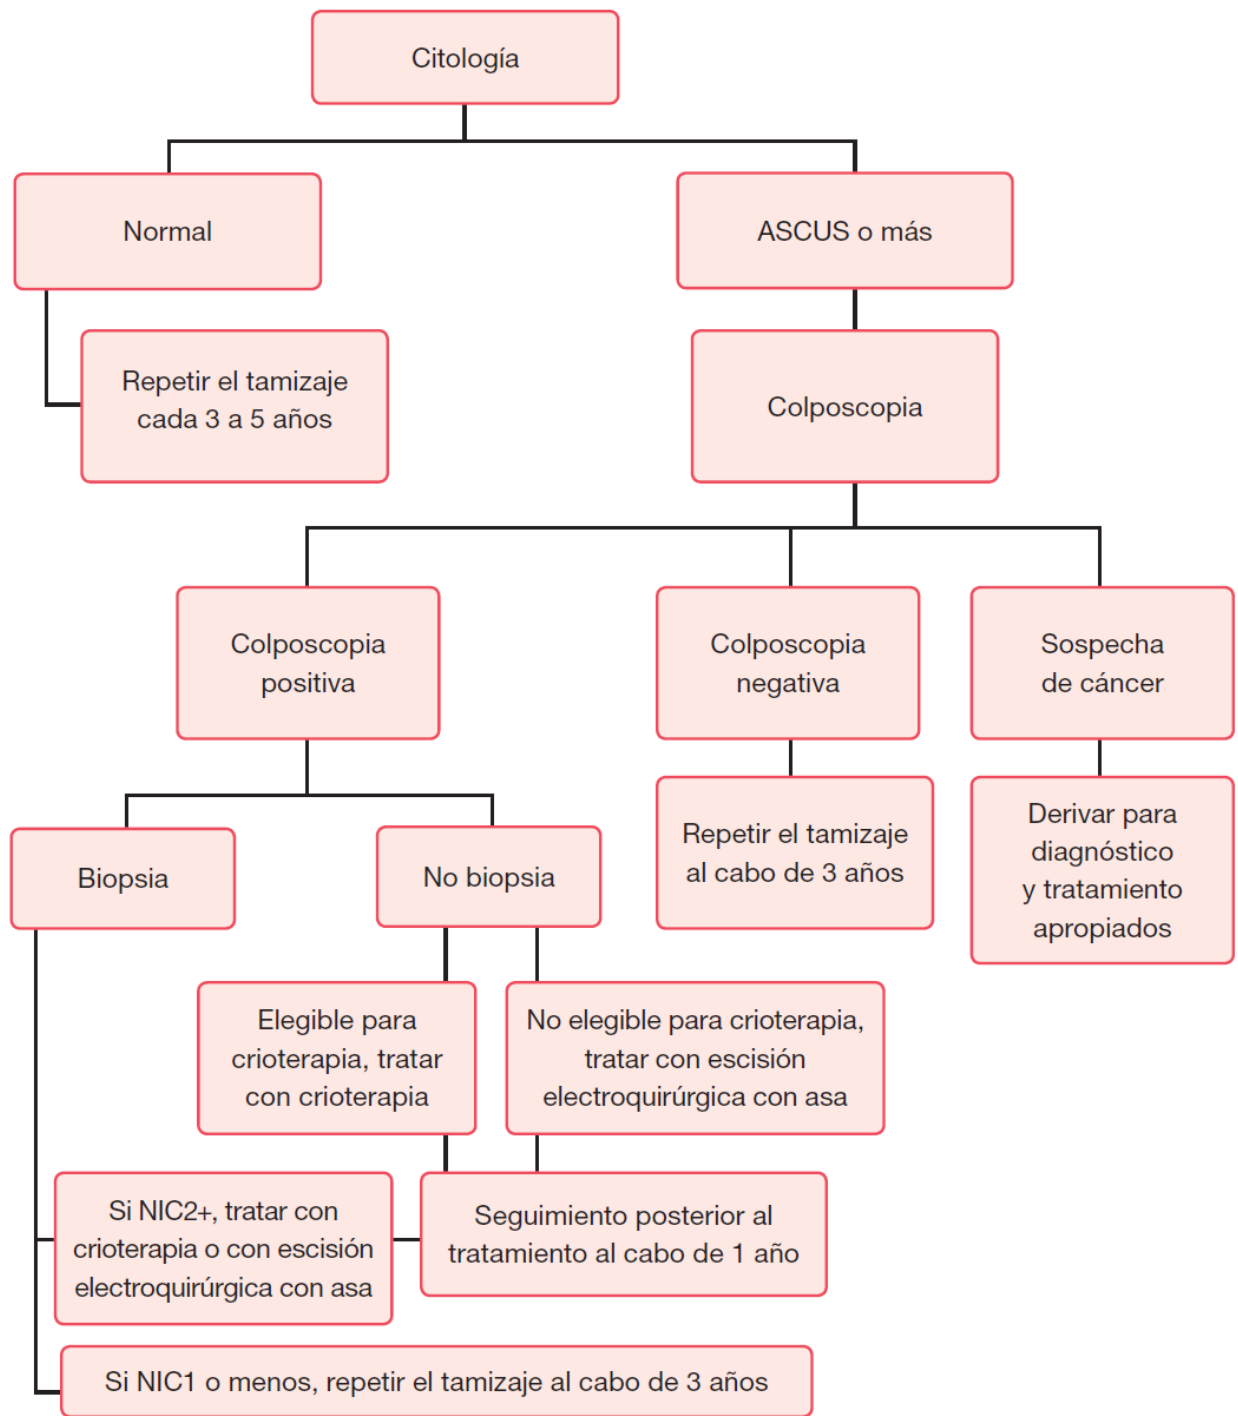 Citología
Normal
ASCUS o más
Repetir el tamizaje
cada 3 a 5 años
Colposcopia
Colposcopia
positiva
Colposcopia
negativa
Sospecha
de cáncer
Biopsia
No biopsia
Repetir el tamizaje
al cabo de 3 años
Derivar para
diagnóstico
y tratamiento
apropiados
Elegible para
crioterapia, tratar
con crioterapia
No elegible para crioterapia,
tratar con escisión
electroquirúrgica con asa
Si NIC2+, tratar con
crioterapia o con escisión
electroquirúrgica con asa
Seguimiento posterior al
tratamiento al cabo de 1 año
Si NIC1 o menos, repetir el tamizaje al cabo de 3 años